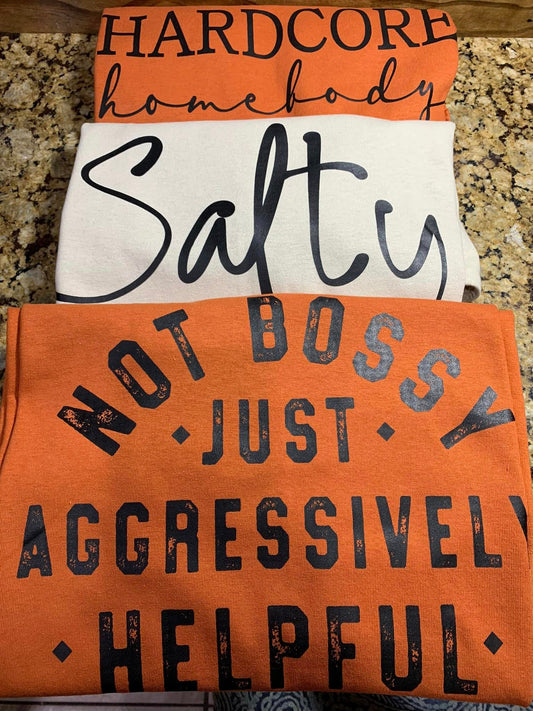 HARDCORE
homebody
Salty
NOT BOSSY
JUST
AGGRESSIVELY
HELPFUL